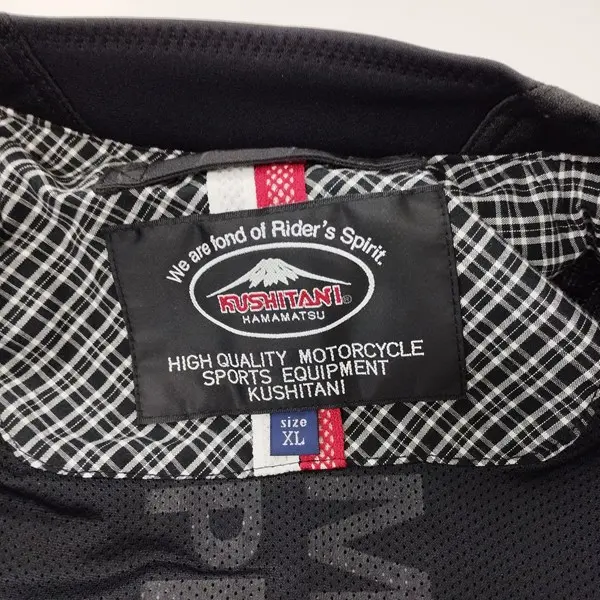 We are fond of Rider's Spirit.
KUSHITANI®
HAMAMATSU
HIGH QUALITY MOTORCYCLE
SPORTS EQUIPMENT
KUSHITANI
size
XL